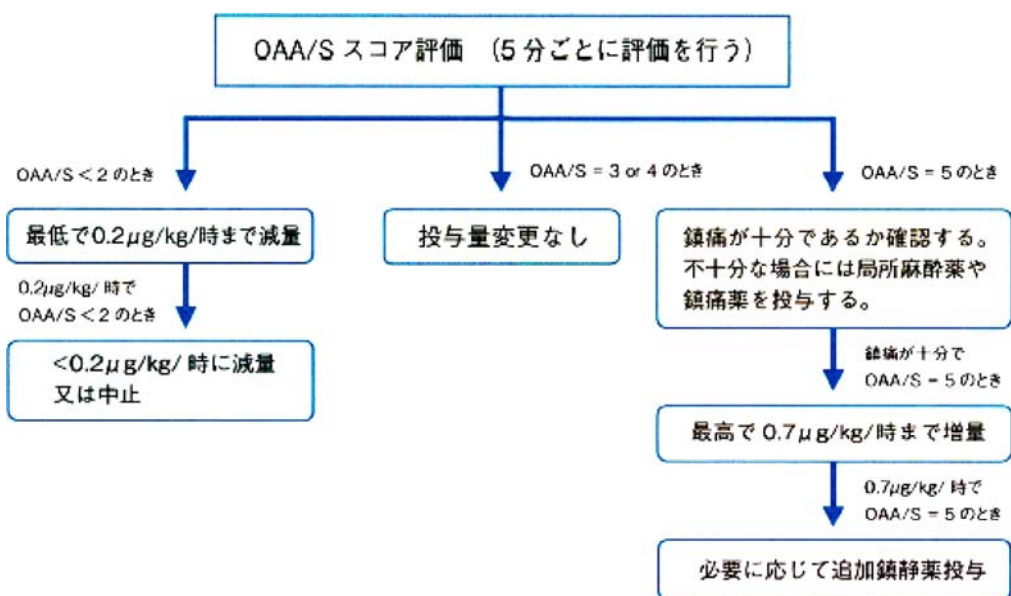 OAA/S スコア評価 (5分ごとに評価を行う)
OAA/S < 2 のとき
OAA/S = 3 or 4 のとき
OAA/S = 5 のとき
最低で0.2μg/kg/時まで減量
投与量変更なし
鎮痛が十分であるか確認する。
不十分な場合には局所麻酔薬や
鎮痛薬を投与する。
0.2μg/kg/ 時で
OAA/S < 2 のとき
<0.2μg/kg/ 時に減量
又は中止
鎮痛が十分で
OAA/S = 5 のとき
最高で 0.7μg/kg/時まで増量
0.7μg/kg/ 時で
OAA/S = 5 のとき
必要に応じて追加鎮静薬投与